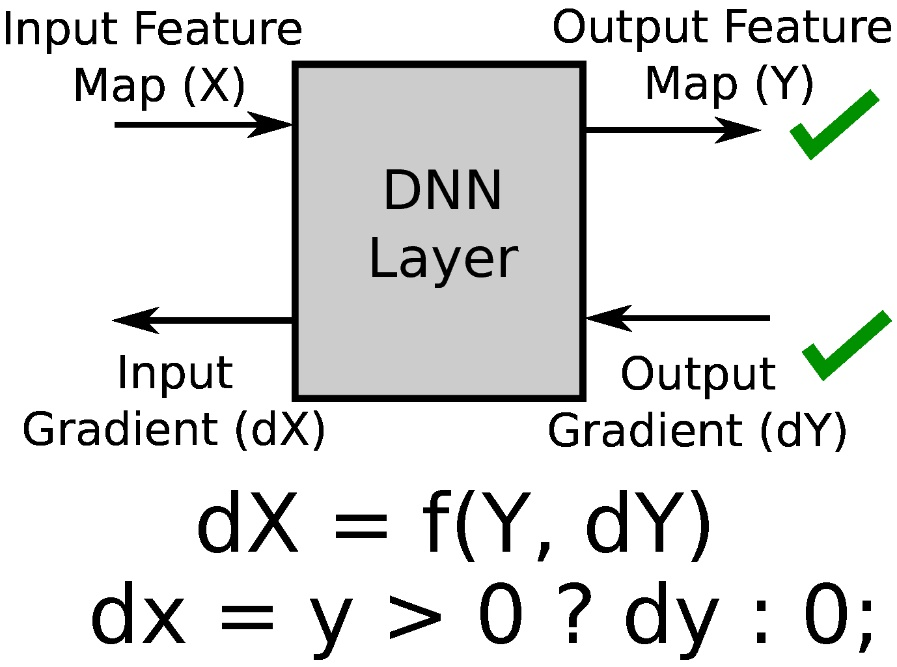 Input Feature
Map (X)
Output Feature
Map (Y)
DNN
Layer
Input
Gradient (dX)
Output
Gradient (dY)
dX = f(Y, dY)
dx = y > 0 ? dy : 0;